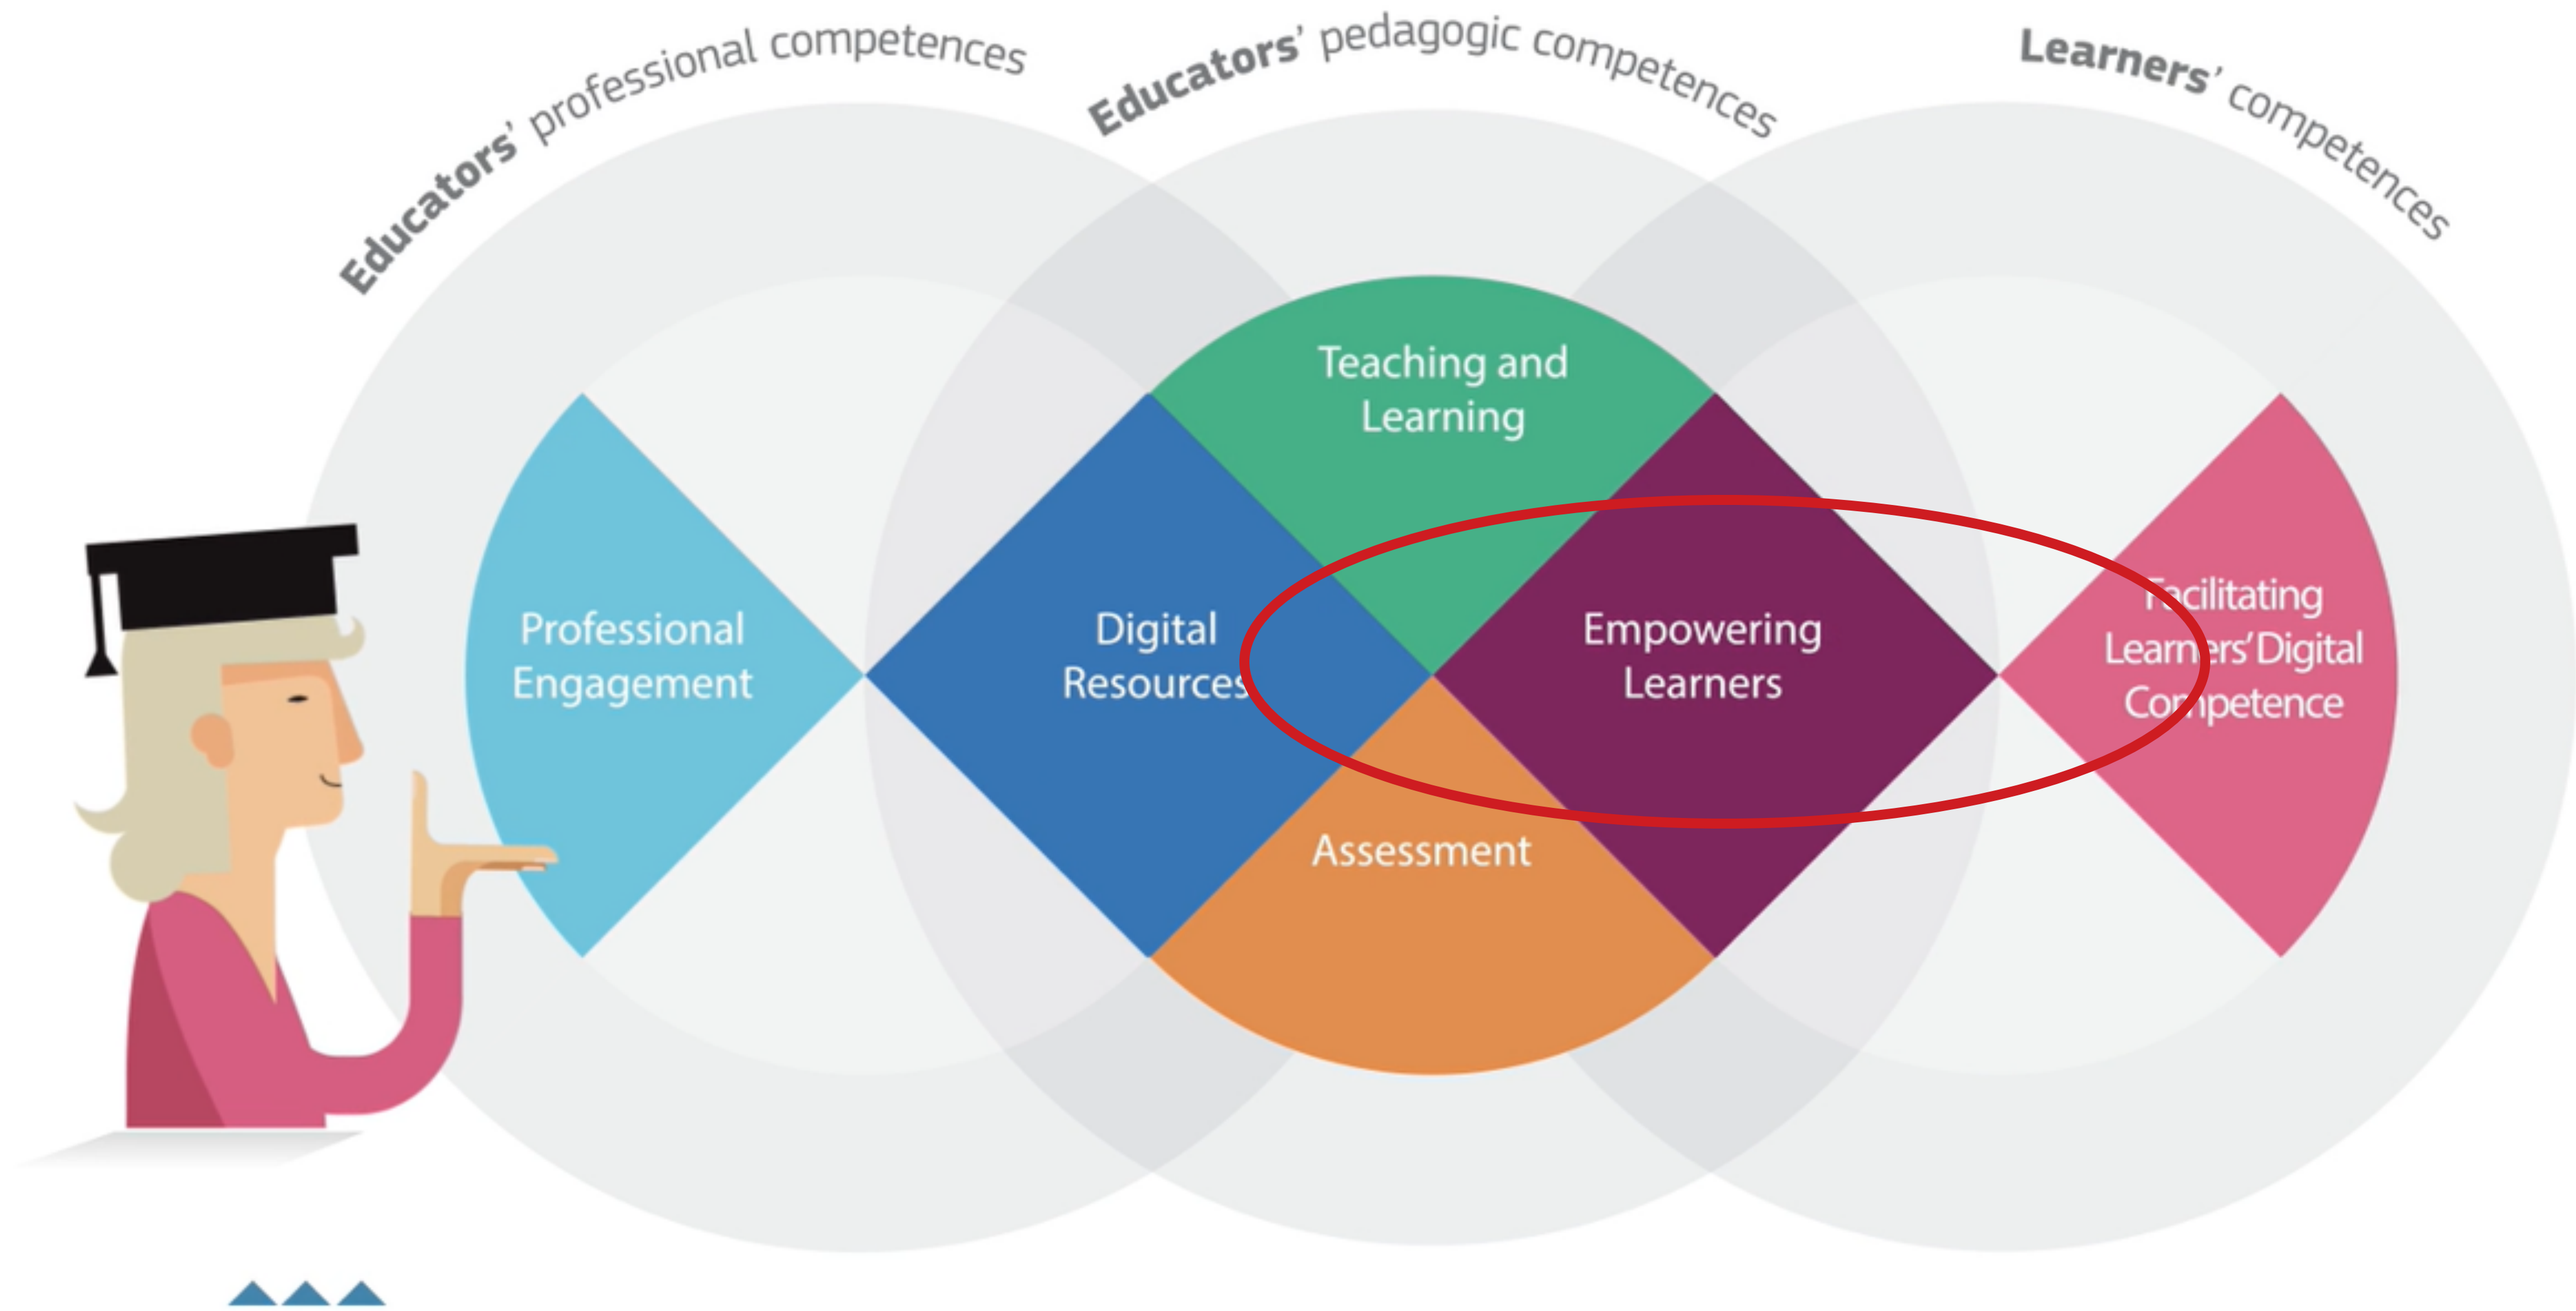 Educators' professional competences
Educators' pedagogic competences
Learners' competences
Professional
Engagement
Digital
Resources
Teaching and
Learning
Assessment
Empowering
Learners
Facilitating
Learners' Digital
Competence